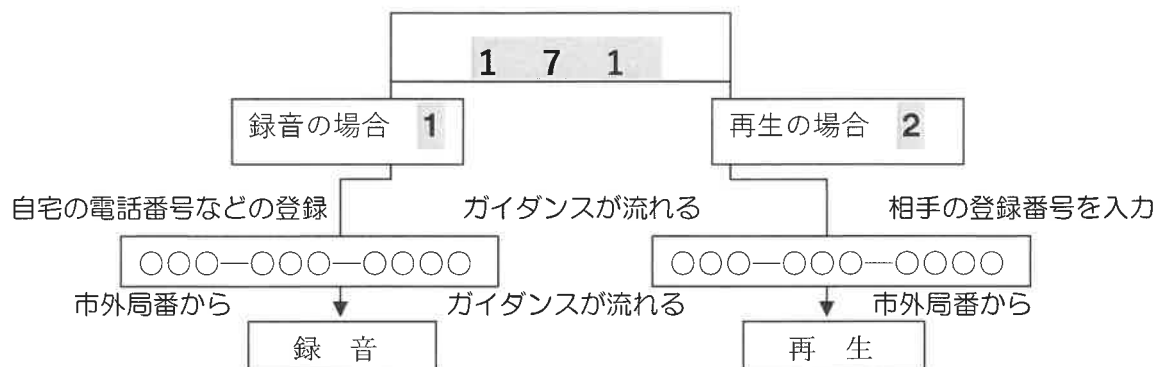 1 7 1
録音の場合 1
再生の場合 2
自宅の電話番号などの登録
ガイダンスが流れる
相手の登録番号を入力
○○○―○○○―○○○○
○○○―○○○―○○○○
市外局番から
ガイダンスが流れる
市外局番から
録 音
再 生